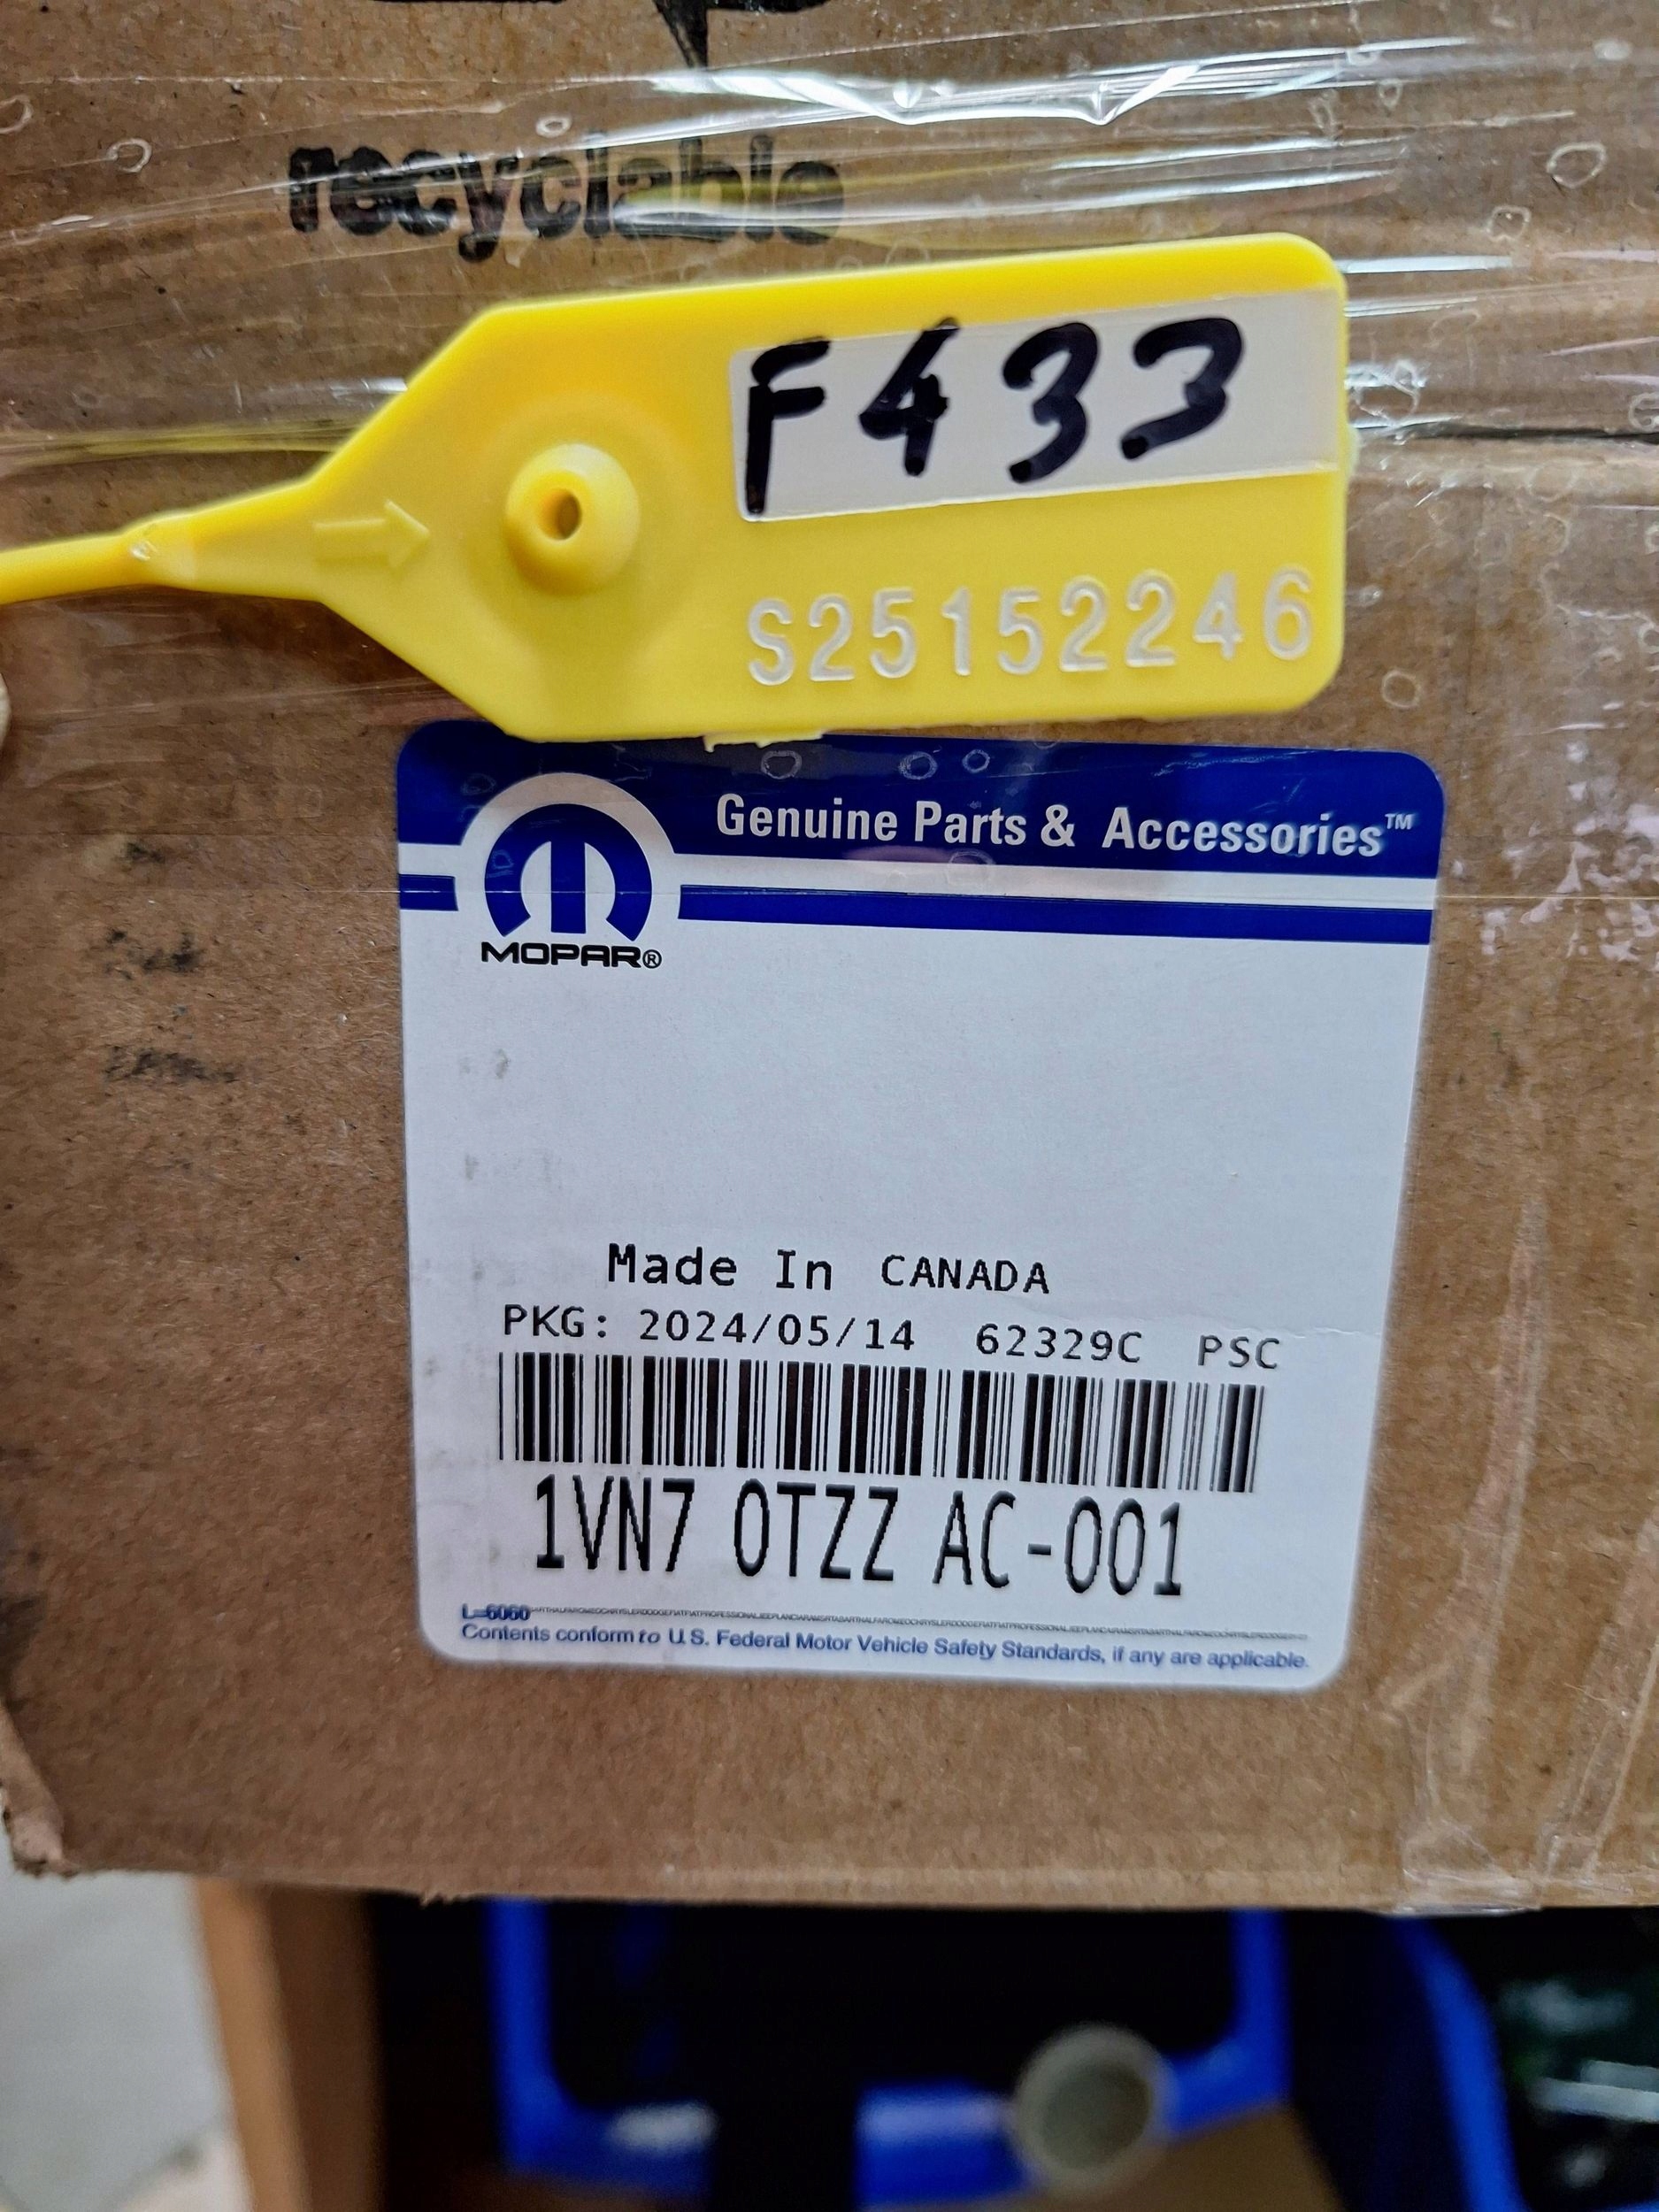 recyclable
F433
S25152246
Genuine Parts & Accessories™
MOPAR®
Made In CANADA
PKG: 2024/05/14 62329C PSC
1VN7 0TZZ AC-001
L-6060
Contents conform to U.S. Federal Motor Vehicle Safety Standards, if any are applicable.